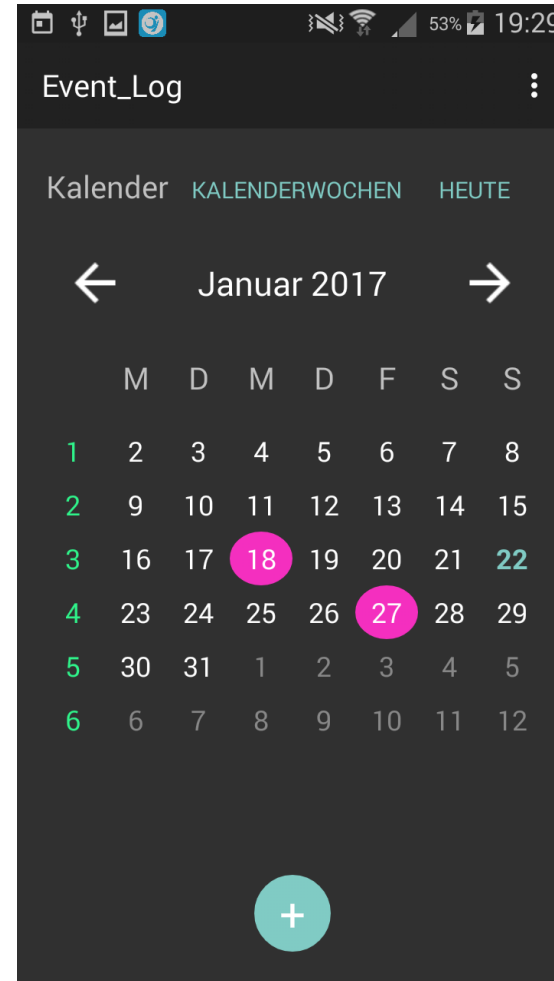 53% 19:29
Event_Log
Kalender KALENDERWOCHEN HEUTE
Januar 2017
M D M D F S S
1 2 3 4 5 6 7 8
2 9 10 11 12 13 14 15
3 16 17 18 19 20 21 22
4 23 24 25 26 27 28 29
5 30 31 1 2 3 4 5
6 6 7 8 9 10 11 12
+